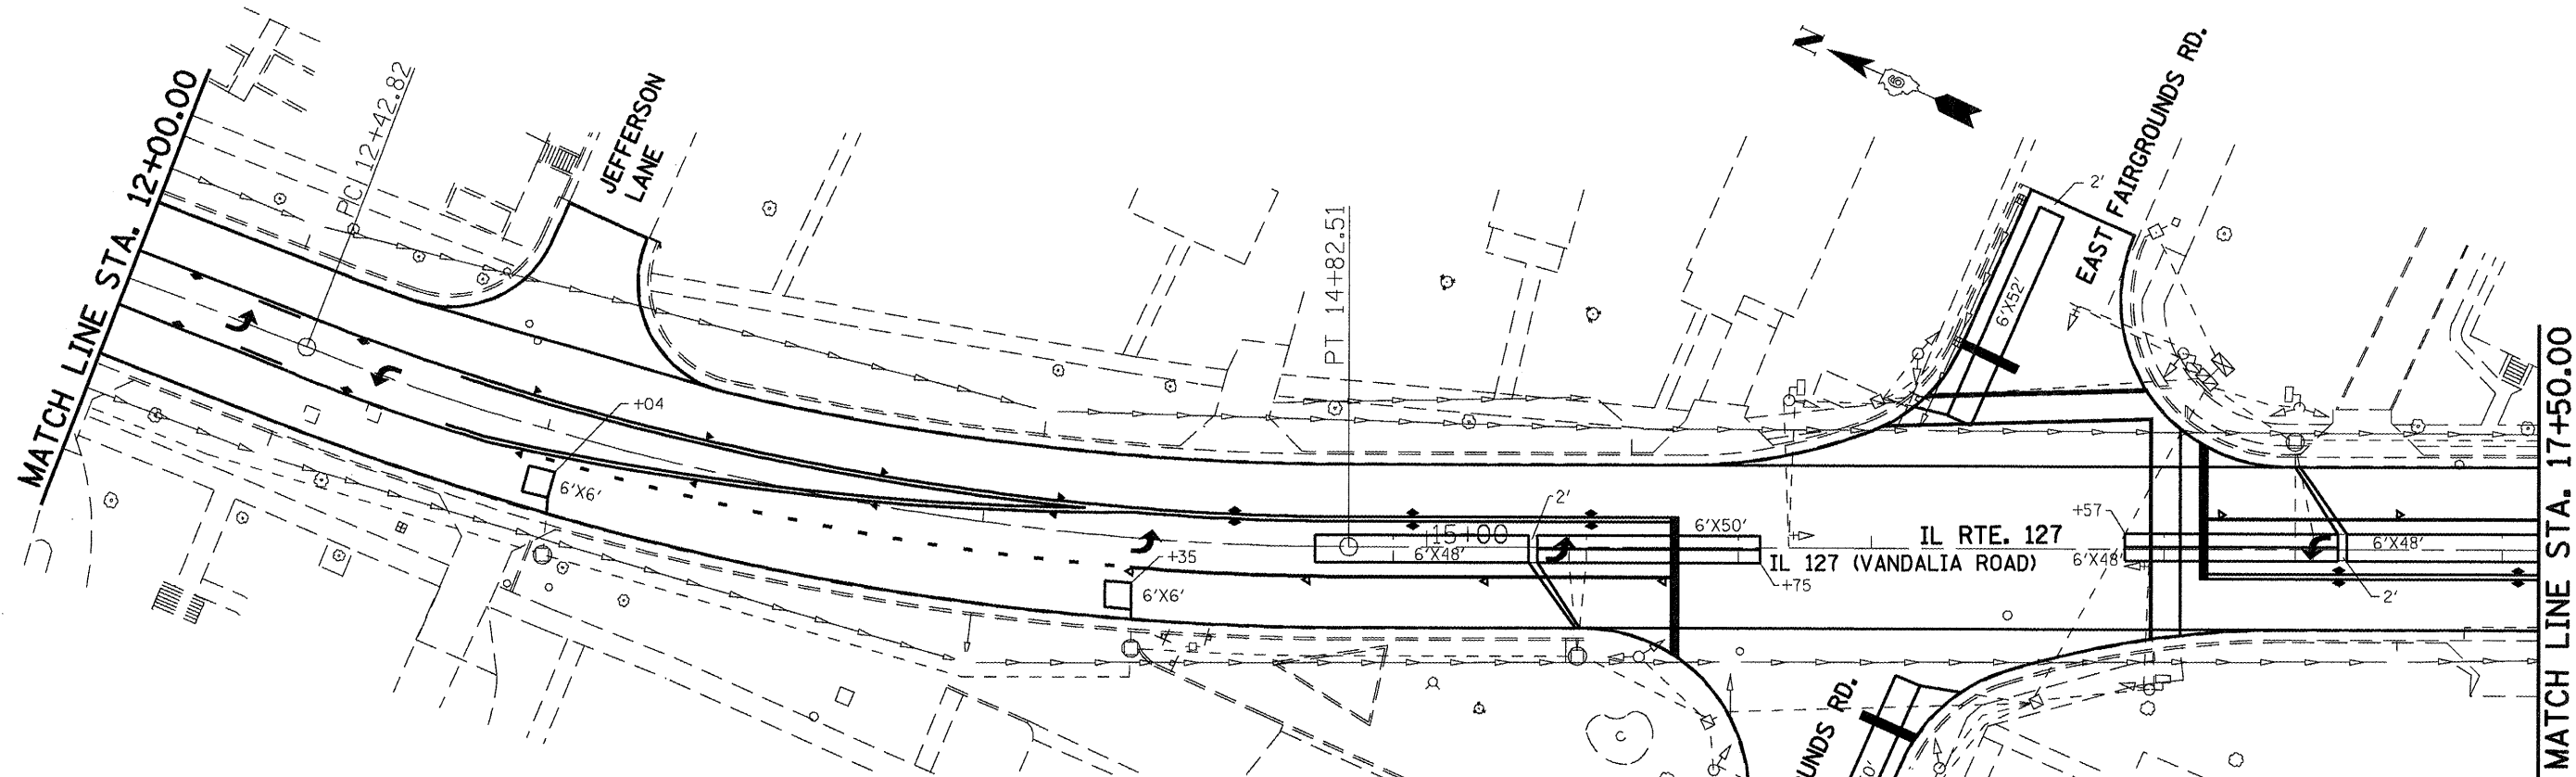 MATCH LINE STA. 12+00.00
PCC 12+42.82
JEFFERSON
LANE
N
6
EAST FAIRGROUNDS RD.
2'
6'X52'
PT 14+82.51
+04
6'X6'
+35
6'X6'
15+00
6'X48'
2'
6'X50'
+75
IL RTE. 127
IL 127 (VANDALIA ROAD)
+57
6'X48'
6'X48'
2'
MATCH LINE STA. 17+50.00
RD.